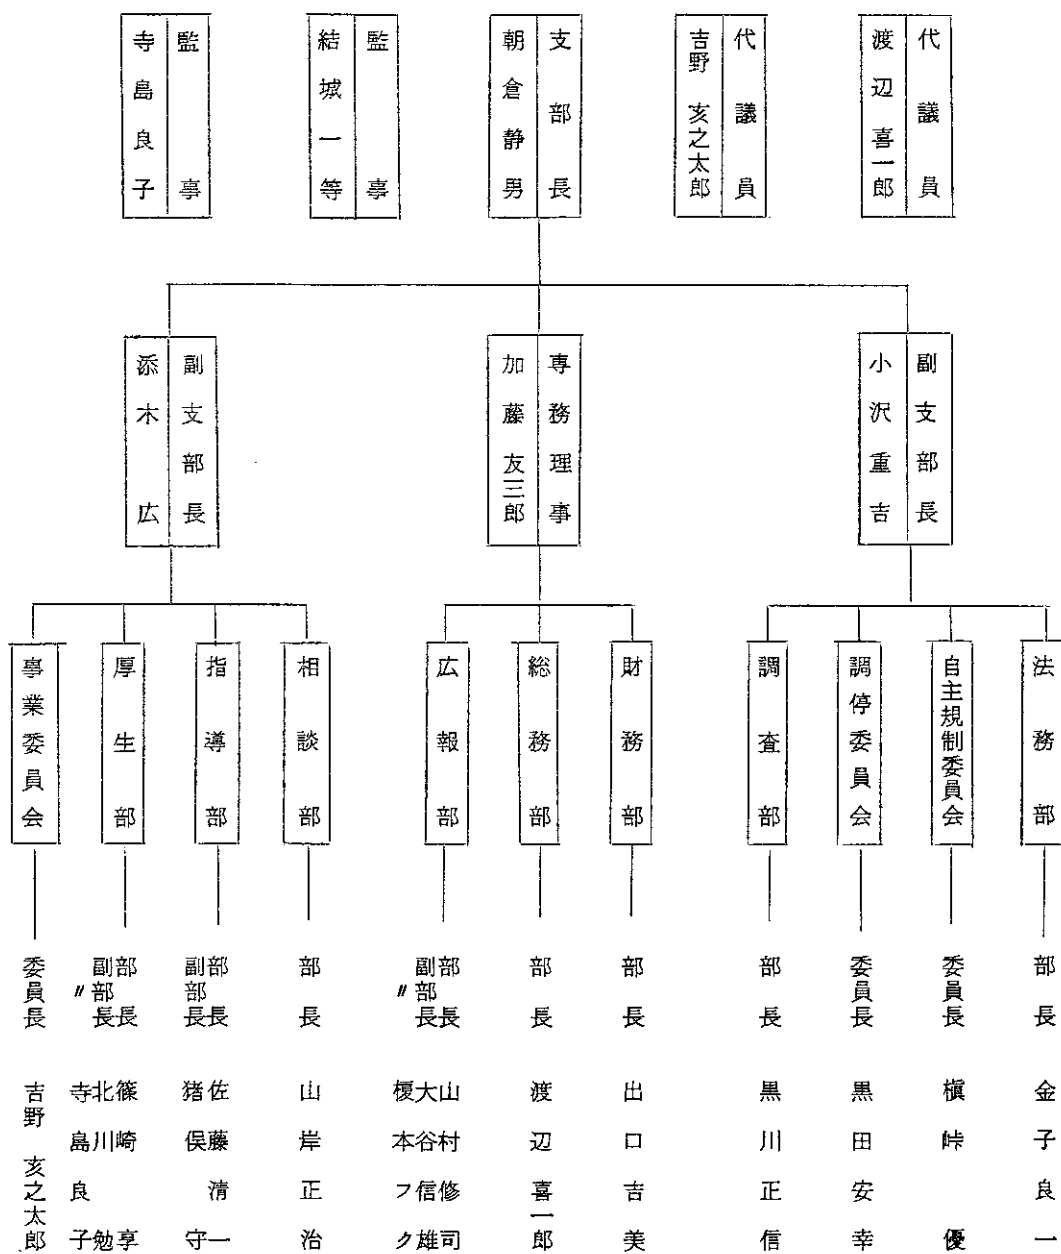 代議員
渡辺喜一郎
代議員
吉野亥之太郎
支部長
朝倉静男
監事
結城一等
監事
寺島良子
副支部長
小沢重吉
専務理事
加藤友三郎
副支部長
添木広
法務部
自主規制委員会
調停委員会
調査部
財務部
総務部
広報部
相談部
指導部
厚生部
事業委員会
部長 金子良一
委員長 槇峠優
委員長 黒田安幸
部長 黒川正信
部長 出口吉美
部長 渡辺喜一郎
部長 山村修司
副部長 大谷信雄
〃 榎本フク
部長 山岸正治
部長 佐藤清一
副部長 猪俣守
部長 篠崎享
副部長 北川勉
〃 寺島良子
委員長 吉野亥之太郎